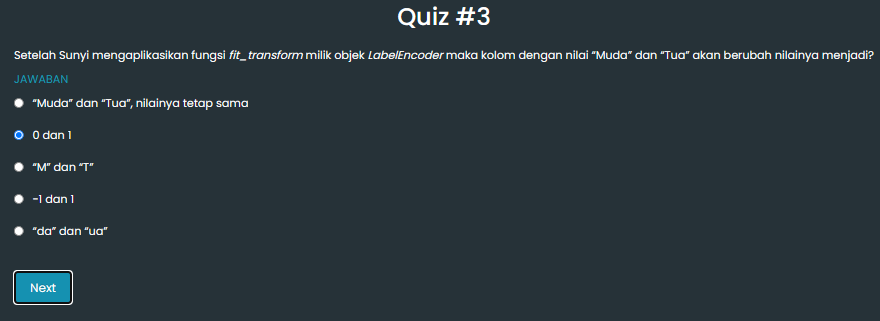 Quiz #3
Setelah Sunyi mengaplikasikan fungsi fit_transform milik objek LabelEncoder maka kolom dengan nilai “Muda” dan “Tua” akan berubah nilainya menjadi?
JAWABAN
“Muda” dan “Tua”, nilainya tetap sama
0 dan 1
“M” dan “T”
-1 dan 1
“da” dan “ua”
Next